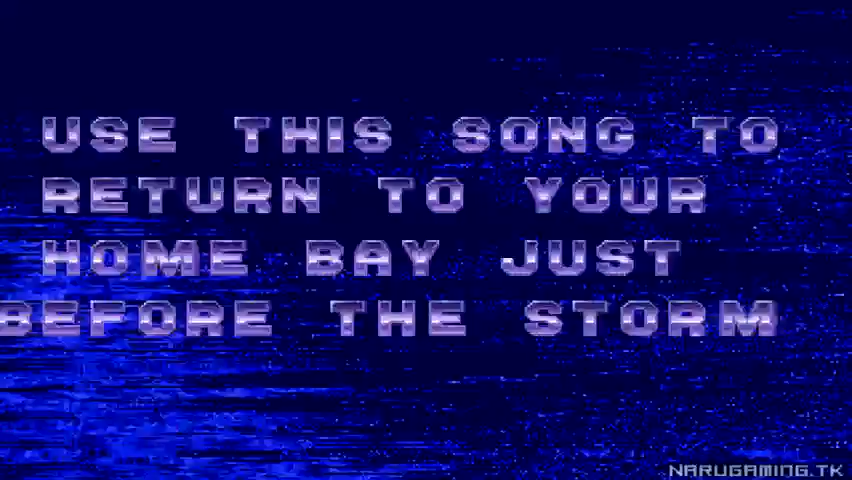 USE THIS SONG TO
RETURN TO YOUR
HOME BAY JUST
BEFORE THE STORM
NARUGAMING.TK